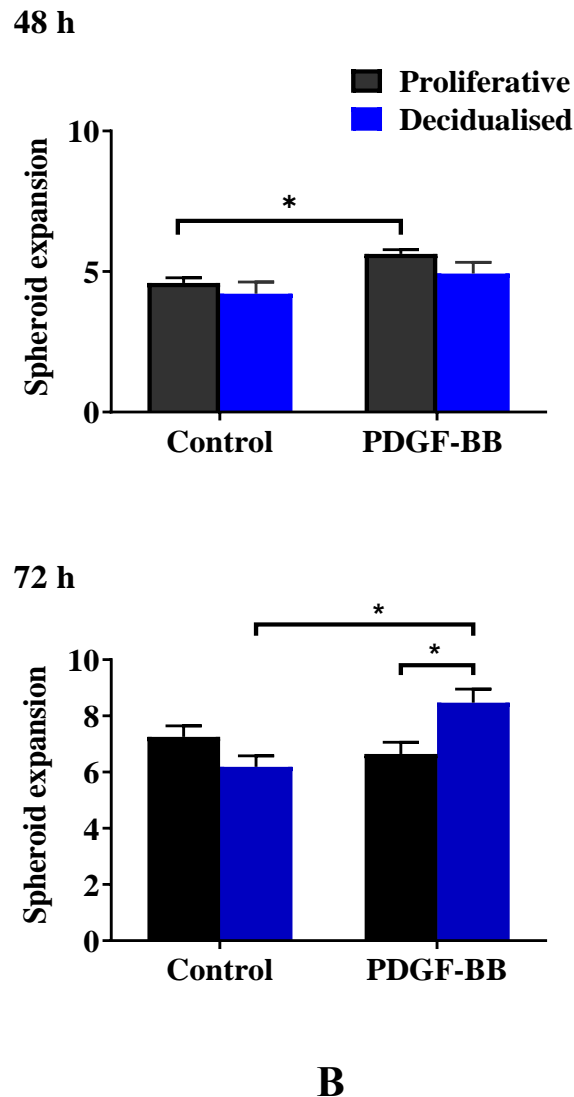 48 h
Proliferative
Decidualised
Spheroid expansion
10
5
0
*
Control
PDGF-BB
72 h
Spheroid expansion
10
8
6
4
2
0
*
*
Control
PDGF-BB
B